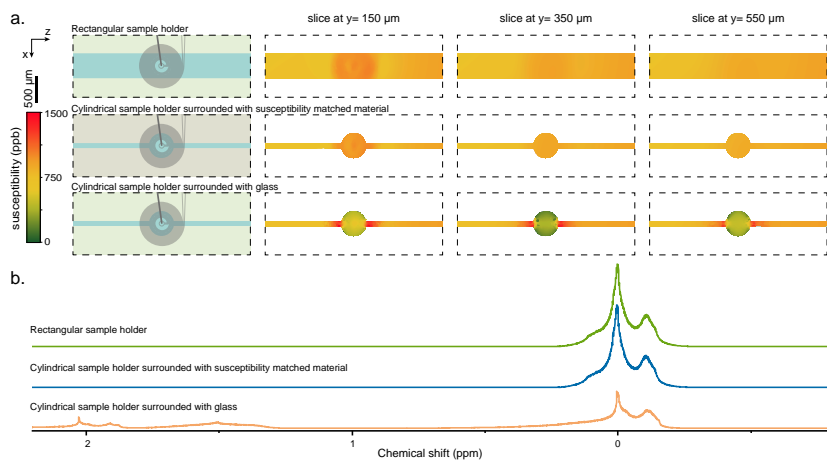 a.
slice at y= 150 µm
slice at y= 350 µm
slice at y= 550 µm
Rectangular sample holder
z
x
500 µm
Cylindrical sample holder surrounded with susceptibility matched material
1500
750
0
susceptibility (ppb)
Cylindrical sample holder surrounded with glass
b.
Rectangular sample holder
Cylindrical sample holder surrounded with susceptibility matched material
Cylindrical sample holder surrounded with glass
2
1
0
Chemical shift (ppm)